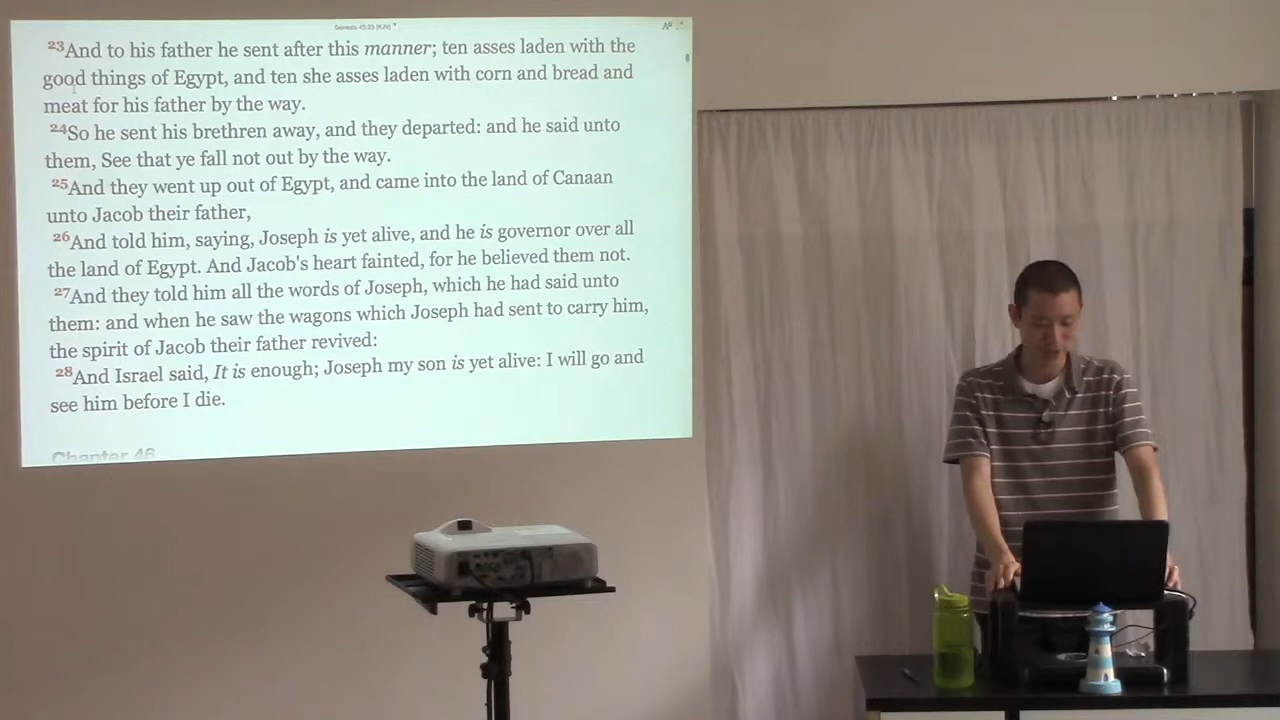 Genesis 45:23 (KJV)
23And to his father he sent after this manner; ten asses laden with the
good things of Egypt, and ten she asses laden with corn and bread and
meat for his father by the way.
24So he sent his brethren away, and they departed: and he said unto
them, See that ye fall not out by the way.
25And they went up out of Egypt, and came into the land of Canaan
unto Jacob their father,
26And told him, saying, Joseph is yet alive, and he is governor over all
the land of Egypt. And Jacob's heart fainted, for he believed them not.
27And they told him all the words of Joseph, which he had said unto
them: and when he saw the wagons which Joseph had sent to carry him,
the spirit of Jacob their father revived:
28And Israel said, It is enough; Joseph my son is yet alive: I will go and
see him before I die.
Chapter 46